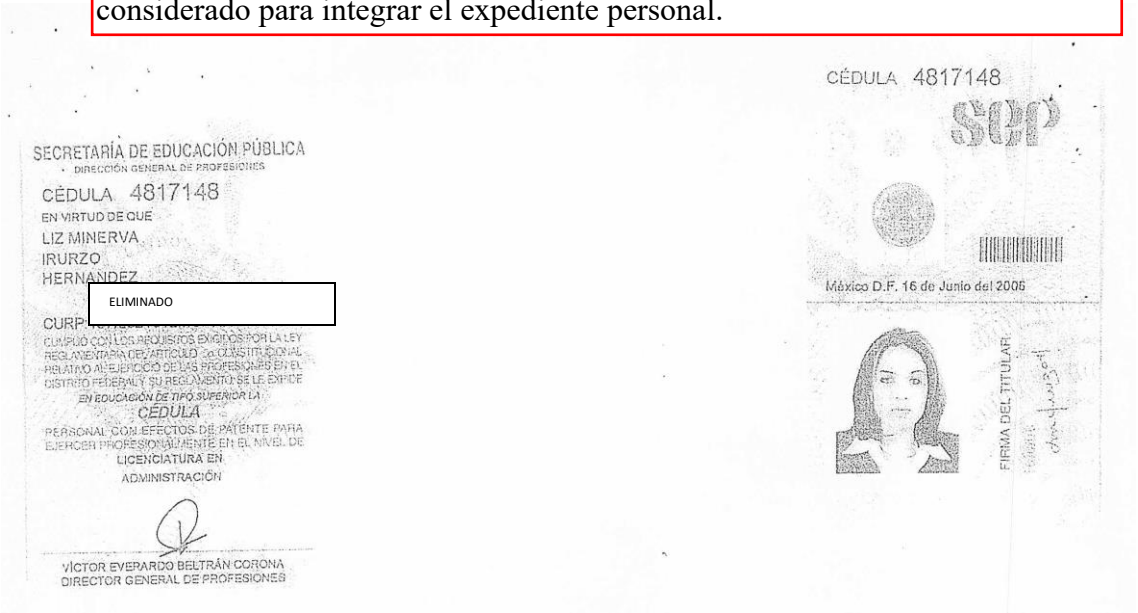 considerado para integrar el expediente personal.
SECRETARÍA DE EDUCACIÓN PÚBLICA
DIRECCIÓN GENERAL DE PROFESIONES
CÉDULA 4817148
EN VIRTUD DE QUE
LIZ MINERVA
IRURZO
HERNANDEZ
ELIMINADO
CURP:
CUMPLIÓ CON LOS REQUISITOS EXIGIDOS POR LA LEY
REGLAMENTARIA DEL ARTÍCULO 5o CONSTITUCIONAL
RELATIVO AL EJERCICIO DE LAS PROFESIONES EN EL
DISTRITO FEDERAL Y SU REGLAMENTO SE LE EXPIDE
EN EDUCACIÓN DE TIPO SUPERIOR LA
CÉDULA
PERSONAL CON EFECTOS DE PATENTE PARA
EJERCER PROFESIONALMENTE EN EL NIVEL DE
LICENCIATURA EN
ADMINISTRACIÓN
VÍCTOR EVERARDO BELTRÁN CORONA
DIRECTOR GENERAL DE PROFESIONES
CÉDULA 4817148
SEP
México D.F. 16 de Junio del 2006
FIRMA DEL TITULAR